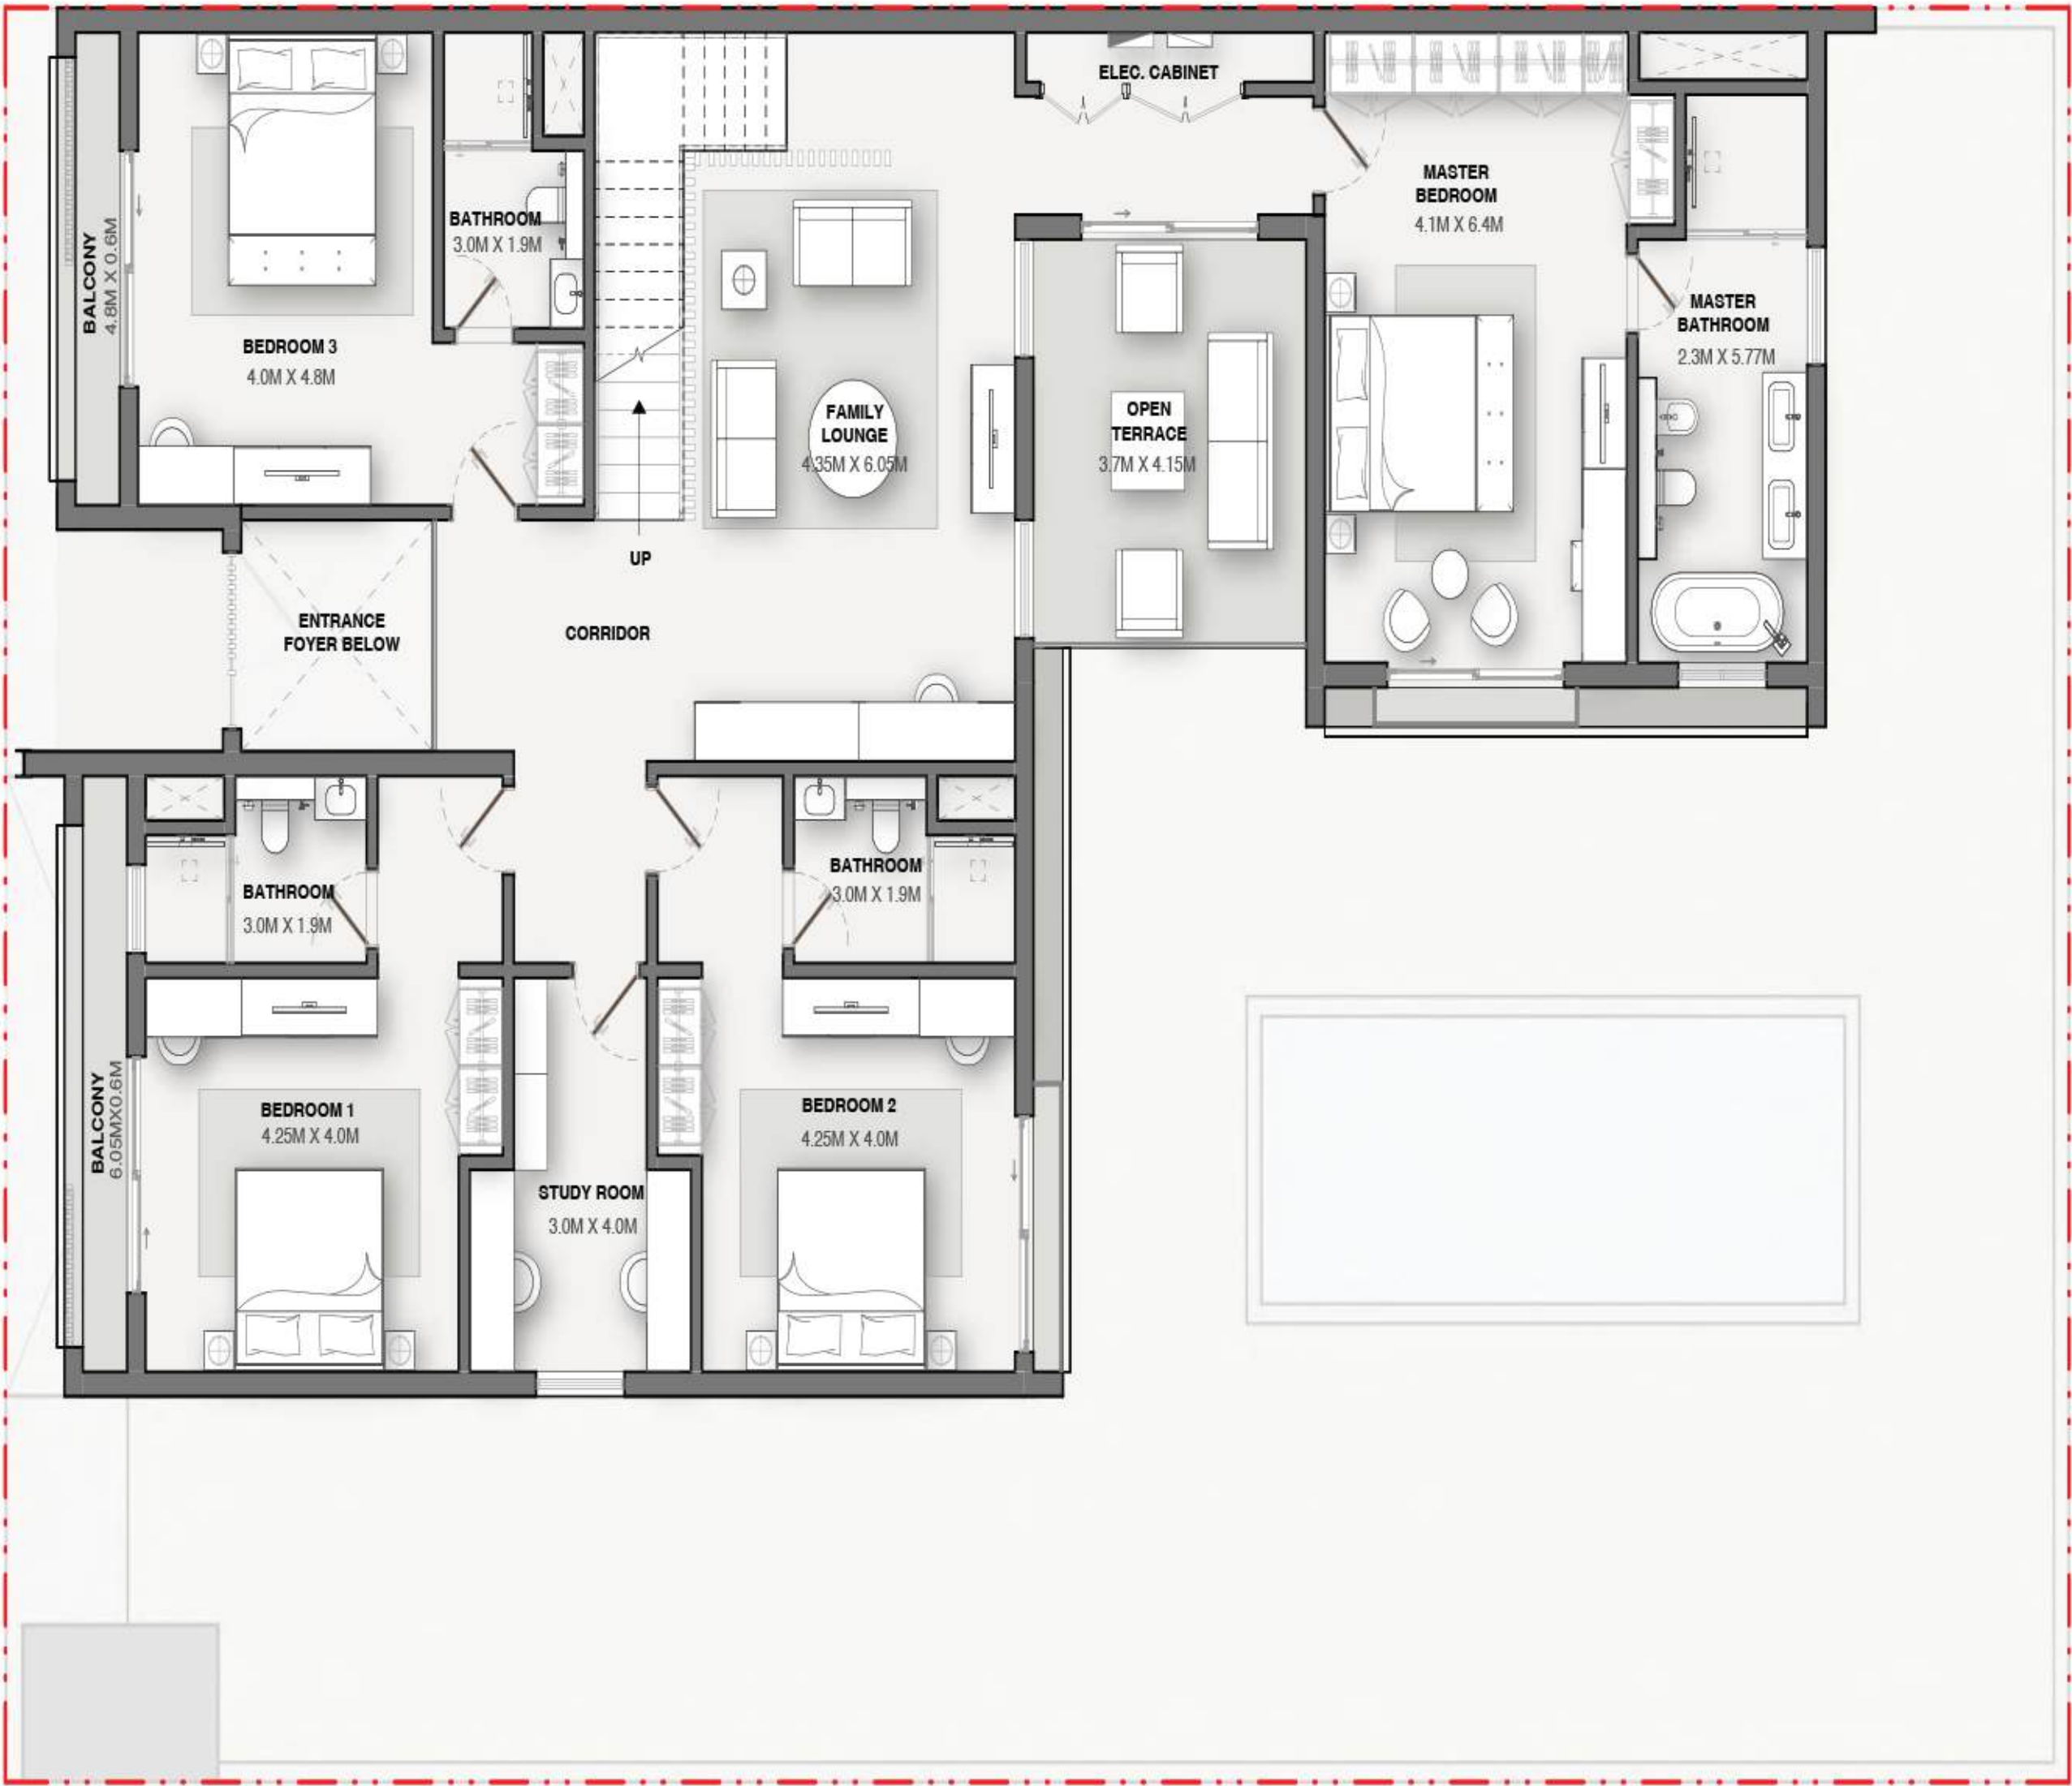 ELEC. CABINET
MASTER
BEDROOM
4.1M X 6.4M
BATHROOM
3.0M X 1.9M
BALCONY
4.8M X 0.6M
BEDROOM 3
4.0M X 4.8M
MASTER
BATHROOM
2.3M X 5.77M
FAMILY
LOUNGE
4.35M X 6.05M
OPEN
TERRACE
3.7M X 4.15M
UP
ENTRANCE
FOYER BELOW
CORRIDOR
BATHROOM
3.0M X 1.9M
BATHROOM
3.0M X 1.9M
BALCONY
6.05MX0.6M
BEDROOM 1
4.25M X 4.0M
BEDROOM 2
4.25M X 4.0M
STUDY ROOM
3.0M X 4.0M